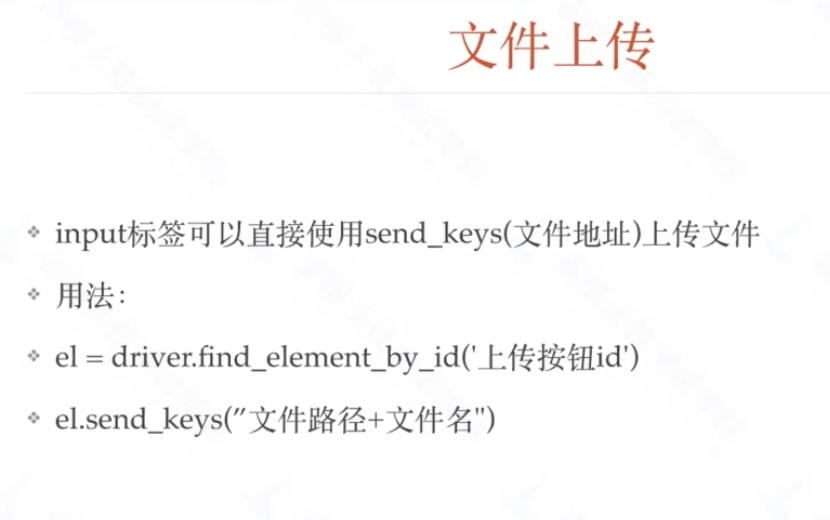 文件上传
❖ input标签可以直接使用send_keys(文件地址)上传文件
❖ 用法：
❖ el = driver.find_element_by_id('上传按钮id')
❖ el.send_keys(″文件路径+文件名")